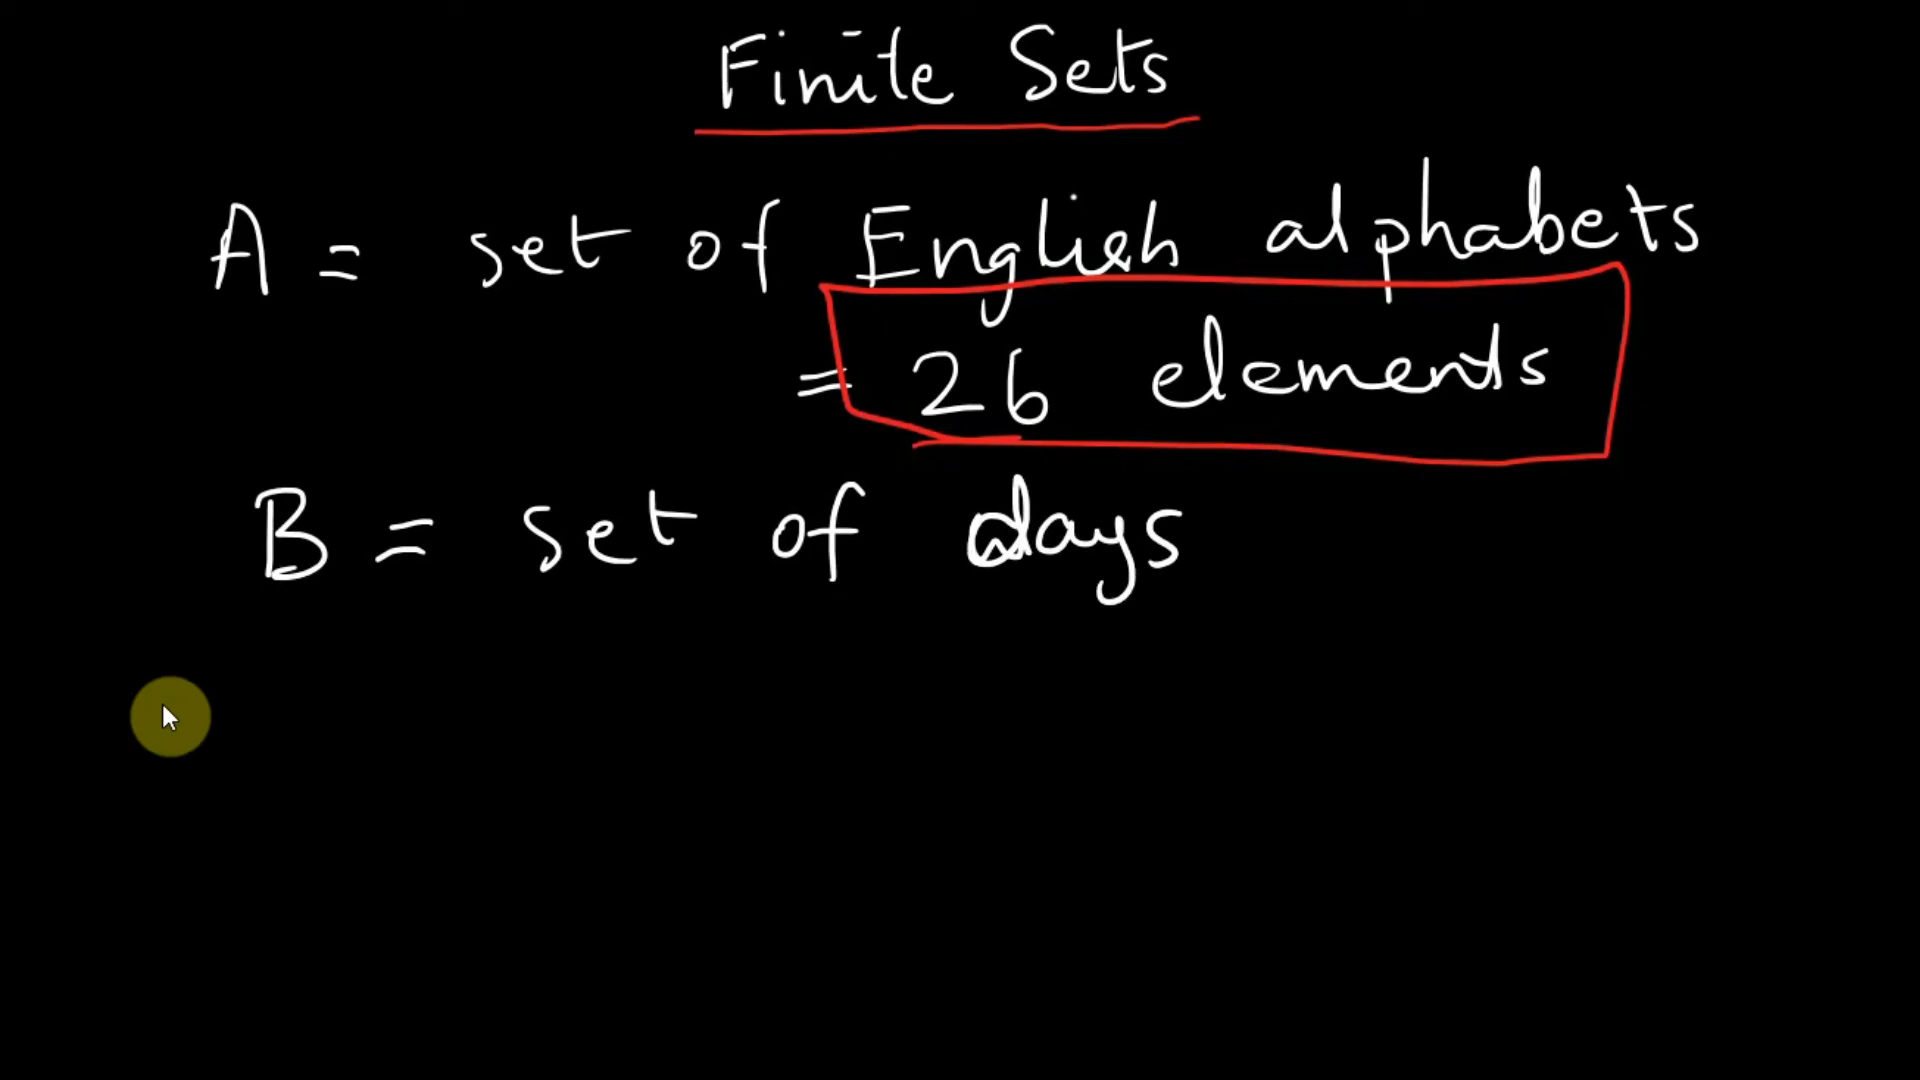 Finite Sets
A = set of English alphabets
= 26 elements
B = set of days